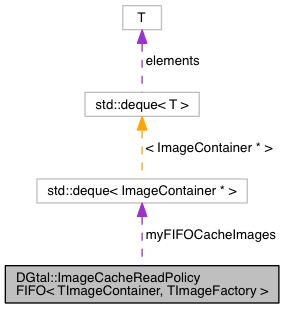 T
elements
std::deque< T >
< ImageContainer * >
std::deque< ImageContainer * >
myFIFOCacheImages
DGtal::ImageCacheReadPolicy
FIFO< TImageContainer, TImageFactory >